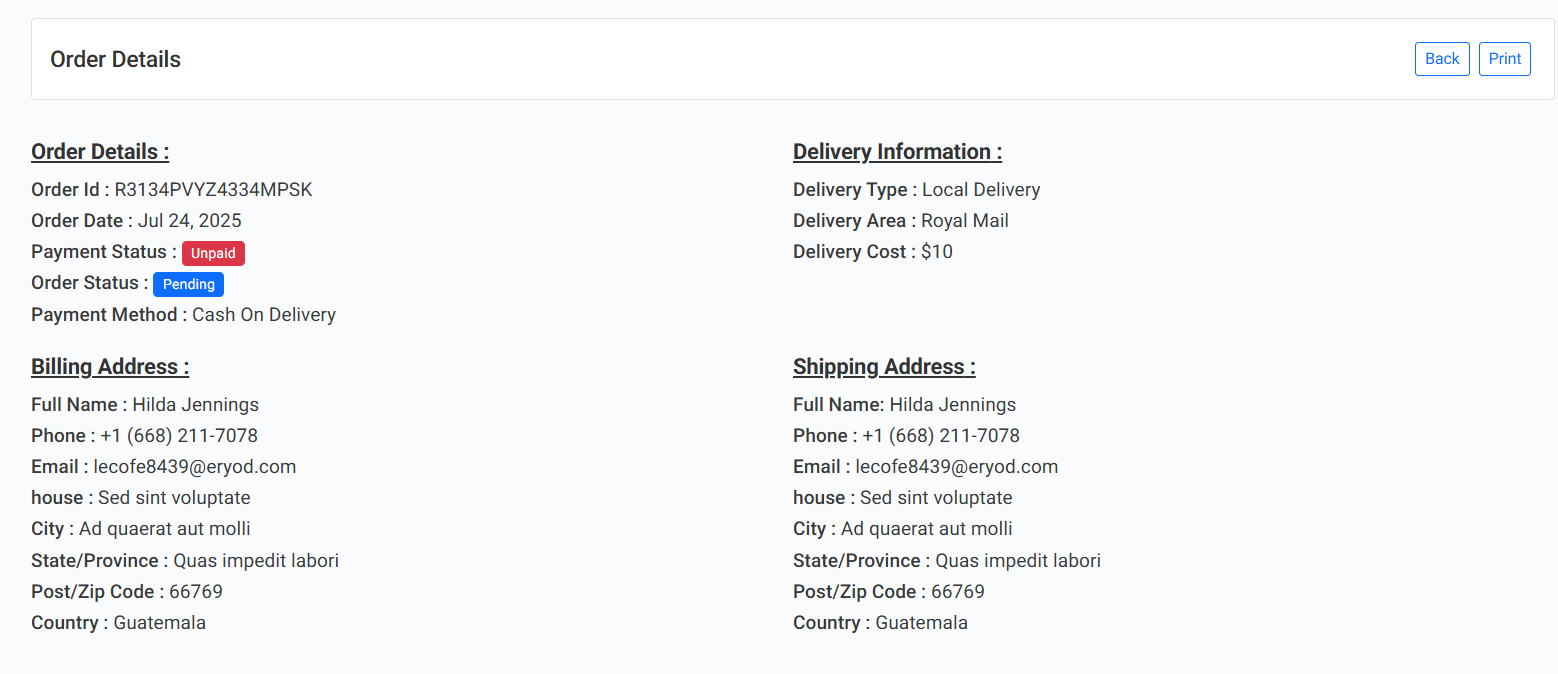 Order Details
Back
Print
Order Details :
Order Id : R3134PVYZ4334MPSK
Order Date : Jul 24, 2025
Payment Status : Unpaid
Order Status : Pending
Payment Method : Cash On Delivery
Delivery Information :
Delivery Type : Local Delivery
Delivery Area : Royal Mail
Delivery Cost : $10
Billing Address :
Full Name : Hilda Jennings
Phone : +1 (668) 211-7078
Email : lecofe8439@eryod.com
house : Sed sint voluptate
City : Ad quaerat aut molli
State/Province : Quas impedit labori
Post/Zip Code : 66769
Country : Guatemala
Shipping Address :
Full Name: Hilda Jennings
Phone : +1 (668) 211-7078
Email : lecofe8439@eryod.com
house : Sed sint voluptate
City : Ad quaerat aut molli
State/Province : Quas impedit labori
Post/Zip Code : 66769
Country : Guatemala